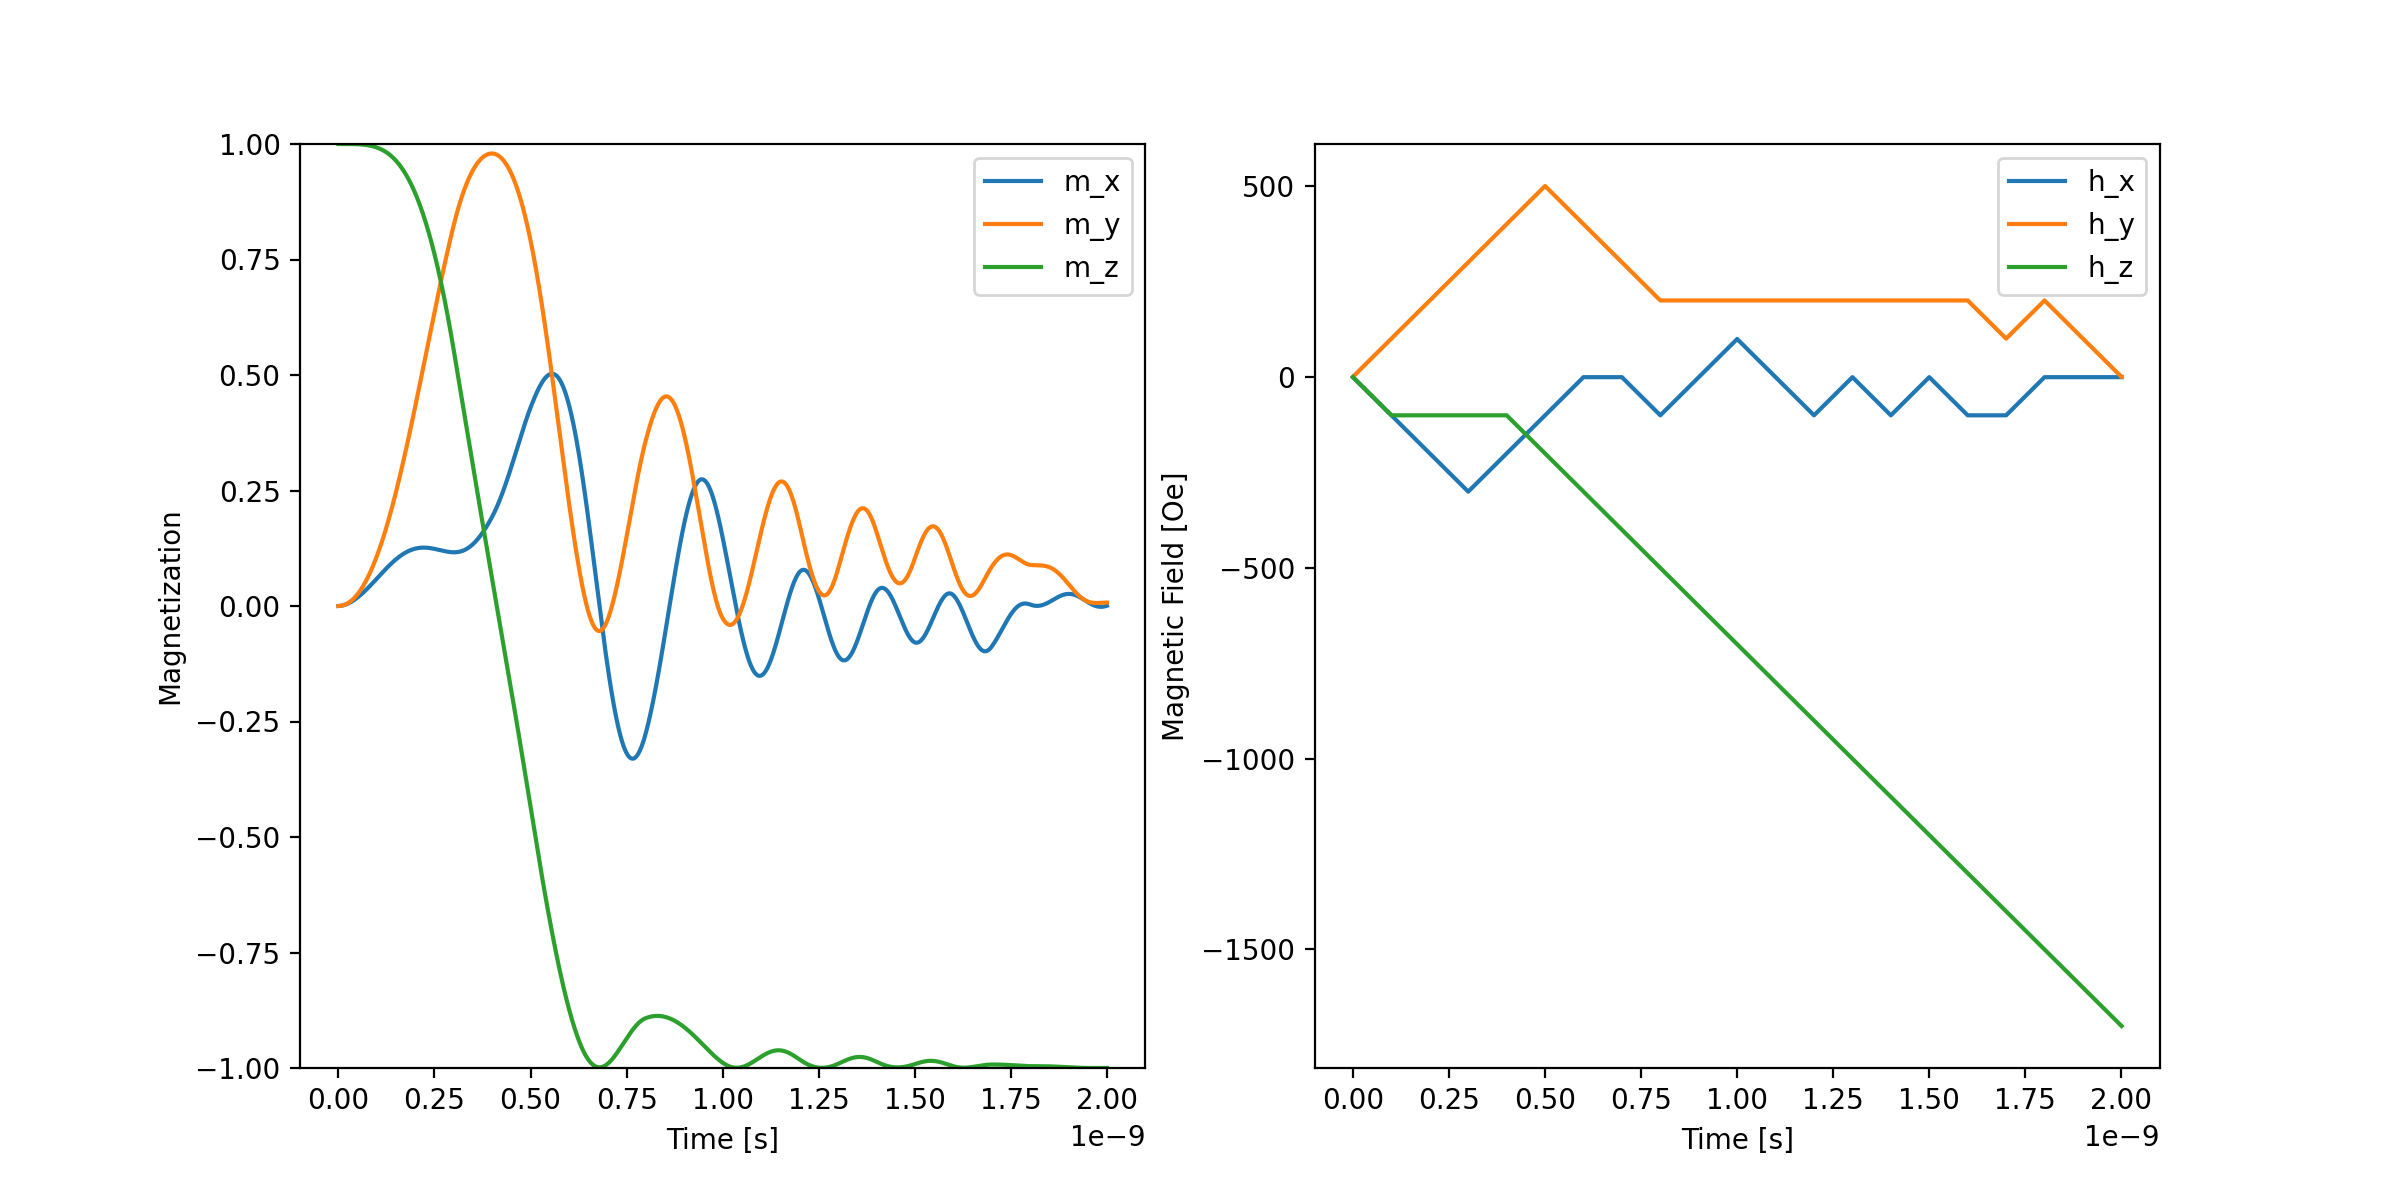 1.00
0.75
0.50
0.25
0.00
−0.25
−0.50
−0.75
−1.00
Magnetization
0.00 0.25 0.50 0.75 1.00 1.25 1.50 1.75 2.00
Time [s]
1e−9
m_x
m_y
m_z
500
0
−500
−1000
−1500
Magnetic Field [Oe]
0.00 0.25 0.50 0.75 1.00 1.25 1.50 1.75 2.00
Time [s]
1e−9
h_x
h_y
h_z